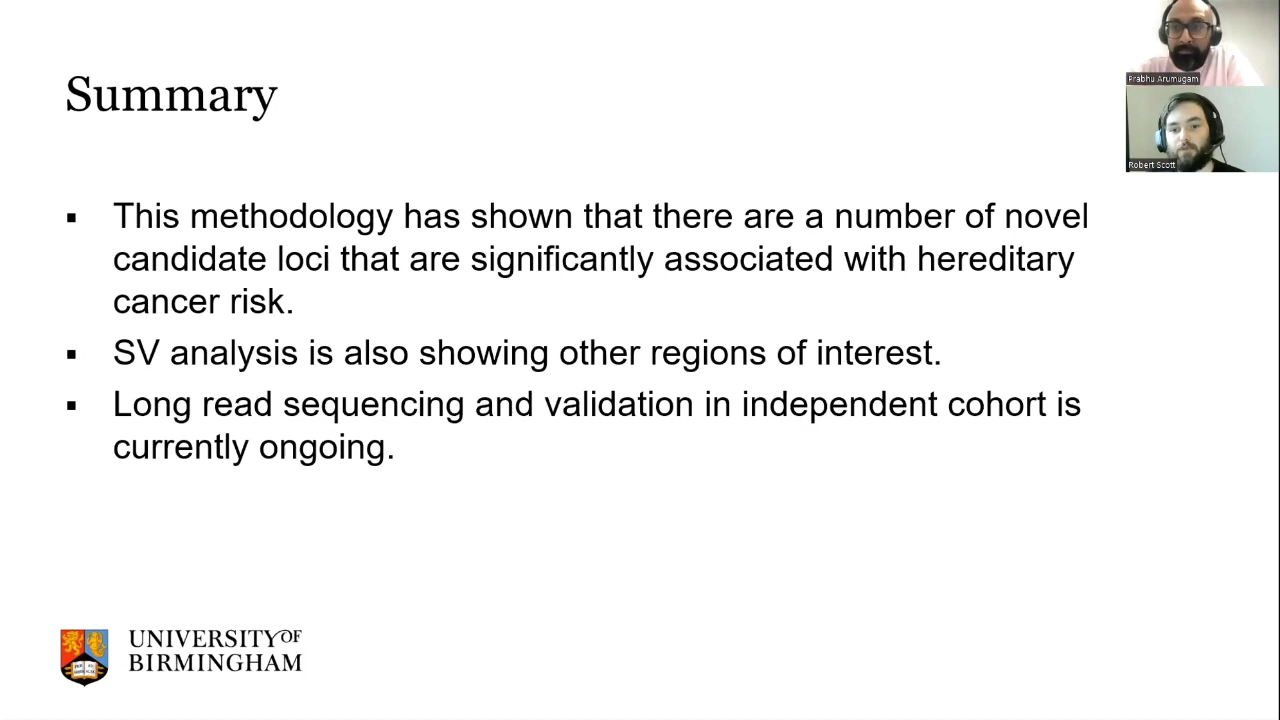 Summary
▪ This methodology has shown that there are a number of novel
candidate loci that are significantly associated with hereditary
cancer risk.
▪ SV analysis is also showing other regions of interest.
▪ Long read sequencing and validation in independent cohort is
currently ongoing.
Prabhu Arumugam
Robert Scott
UNIVERSITY OF
BIRMINGHAM